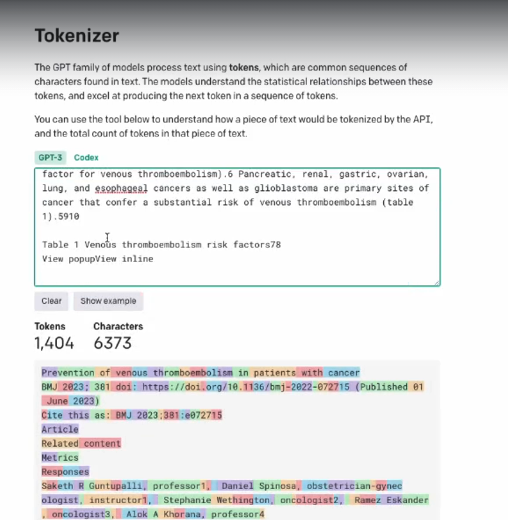 Tokenizer
The GPT family of models process text using tokens, which are common sequences of
characters found in text. The models understand the statistical relationships between these
tokens, and excel at producing the next token in a sequence of tokens.
You can use the tool below to understand how a piece of text would be tokenized by the API,
and the total count of tokens in that piece of text.
GPT-3 Codex
factor for venous thromboembolism).6 Pancreatic, renal, gastric, ovarian,
lung, and esophageal cancers as well as glioblastoma are primary sites of
cancer that confer a substantial risk of venous thromboembolism (table
1).5910
Table 1 Venous thromboembolism risk factors78
View popupView inline
Clear Show example
Tokens Characters
1,404 6373
Prevention of venous thromboembolism in patients with cancer
BMJ 2023; 381 doi: https://doi.org/10.1136/bmj-2022-072715 (Published 01
June 2023)
Cite this as: BMJ 2023;381:e072715
Article
Related content
Metrics
Responses
Saketh R Guntupalli, professor1, Daniel Spinosa, obstetrician-gynec
ologist, instructor1, Stephanie Wethington, oncologist2, Ramez Eskander
, oncologist3, Alok A Khorana, professor4